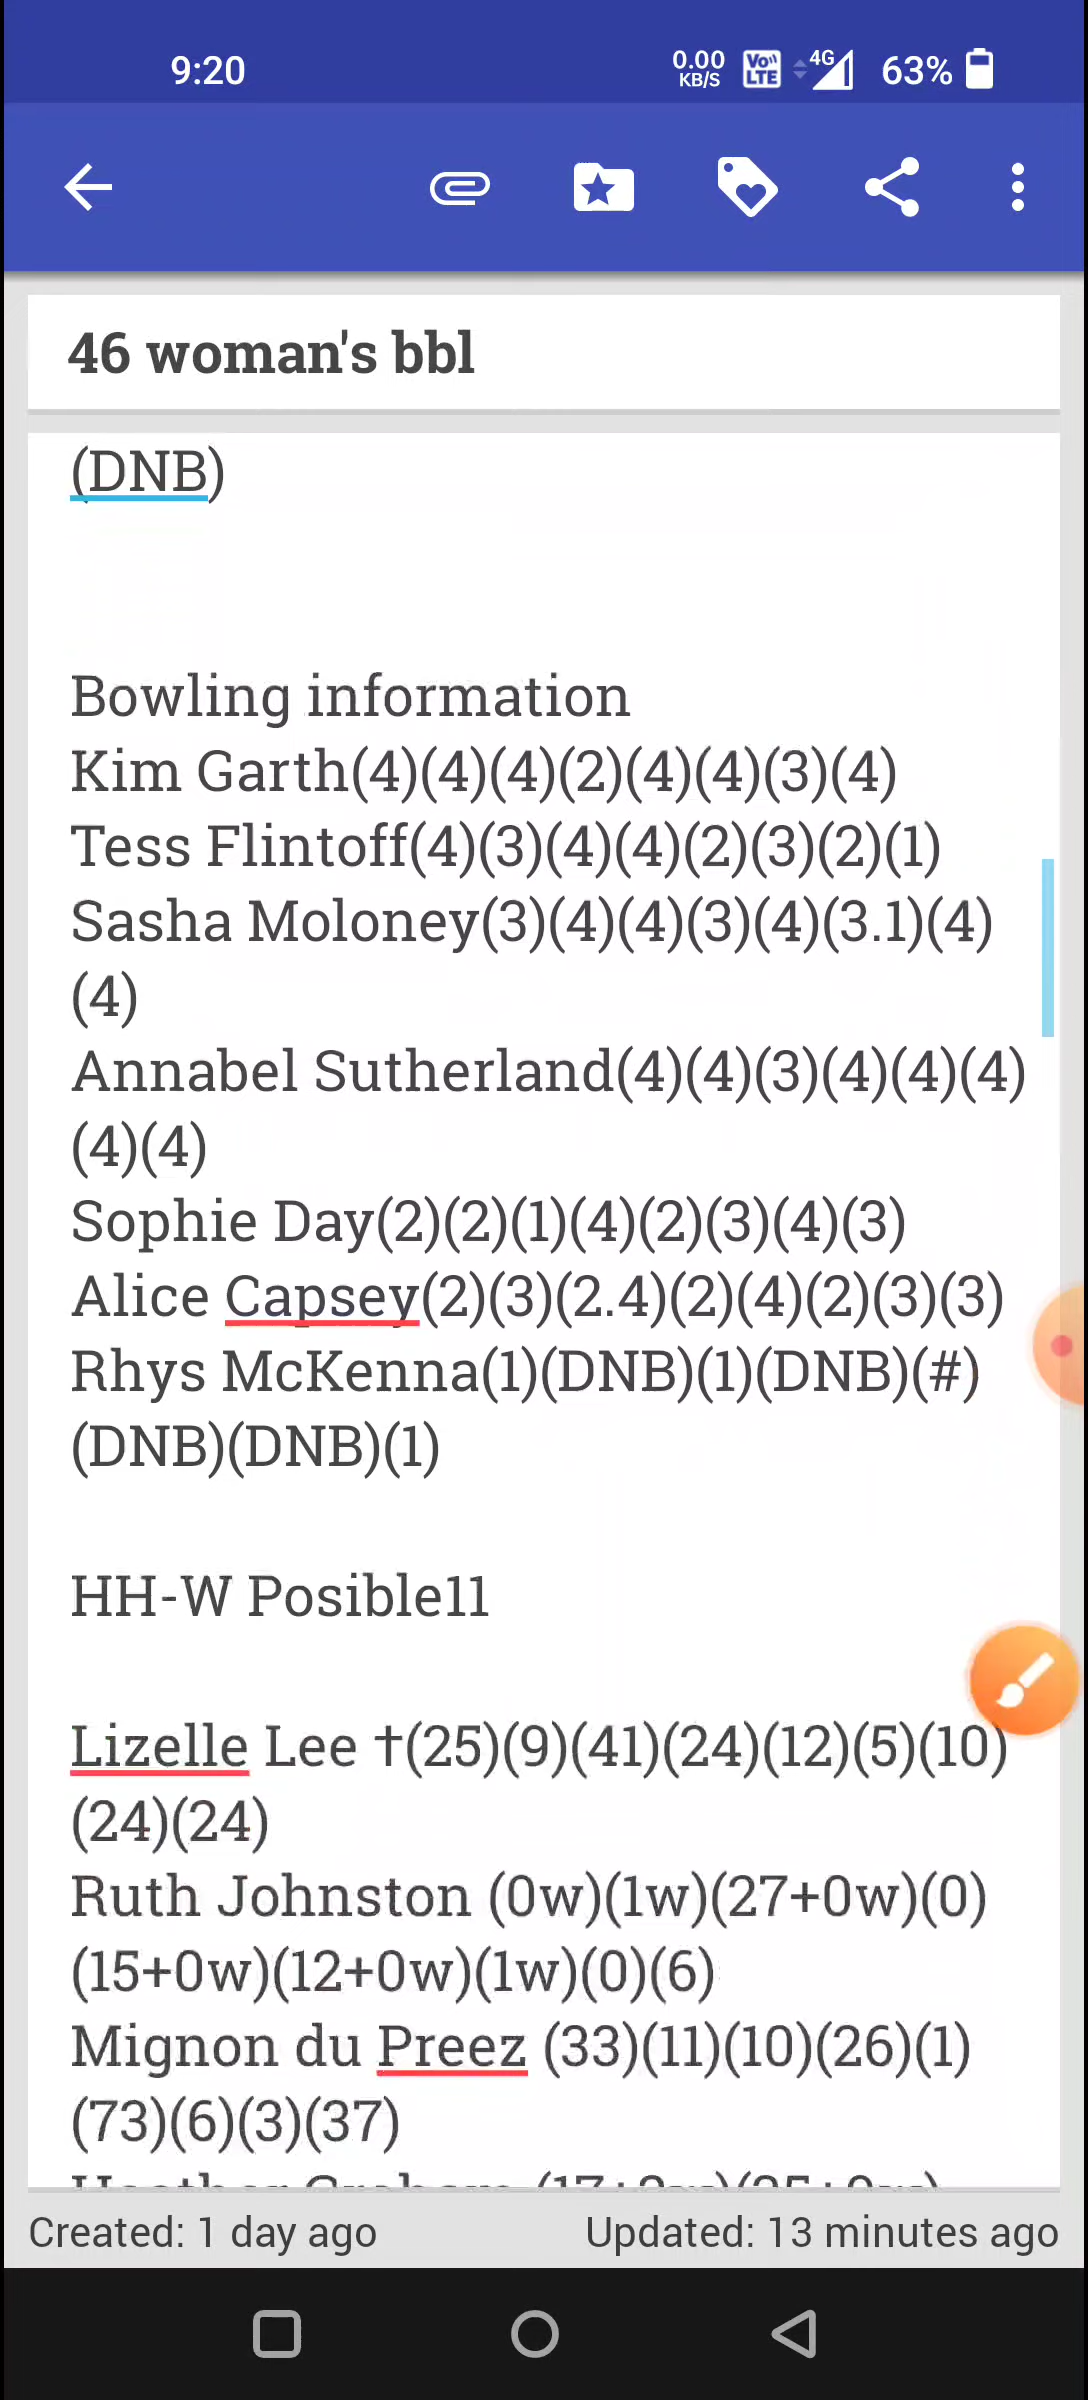 9:20
0.00
KB/S
Vo))
LTE
4G
63%
46 woman's bbl
(DNB)
Bowling information
Kim Garth(4)(4)(4)(2)(4)(4)(3)(4)
Tess Flintoff(4)(3)(4)(4)(2)(3)(2)(1)
Sasha Moloney(3)(4)(4)(3)(4)(3.1)(4)
(4)
Annabel Sutherland(4)(4)(3)(4)(4)(4)
(4)(4)
Sophie Day(2)(2)(1)(4)(2)(3)(4)(3)
Alice Capsey(2)(3)(2.4)(2)(4)(2)(3)(3)
Rhys McKenna(1)(DNB)(1)(DNB)(#)
(DNB)(DNB)(1)
HH-W Posible11
Lizelle Lee †(25)(9)(41)(24)(12)(5)(10)
(24)(24)
Ruth Johnston (0w)(1w)(27+0w)(0)
(15+0w)(12+0w)(1w)(0)(6)
Mignon du Preez (33)(11)(10)(26)(1)
(73)(6)(3)(37)
Created: 1 day ago
Updated: 13 minutes ago